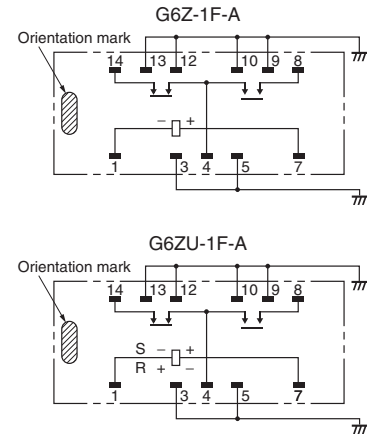 G6Z-1F-A
Orientation mark
14 13 12 10 9 8
− +
1 3 4 5 7
G6ZU-1F-A
Orientation mark
14 13 12 10 9 8
S − +
R + −
1 3 4 5 7